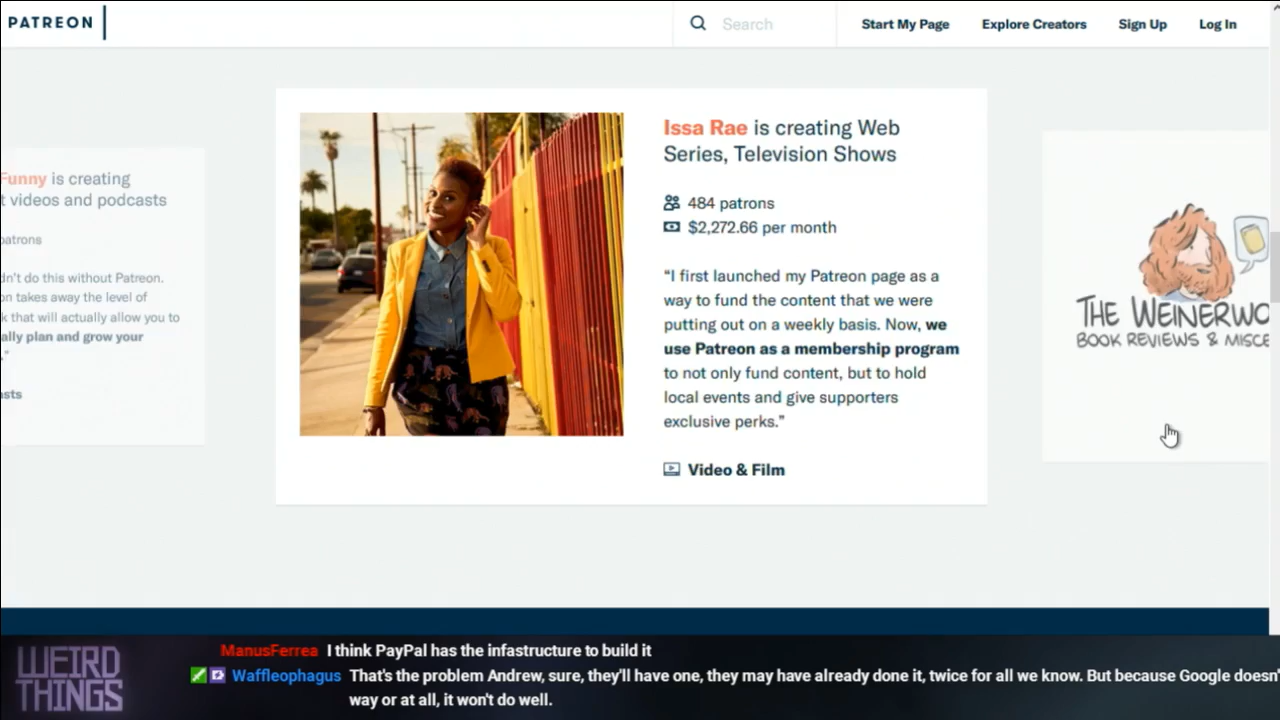 PATREON
Search
Start My Page
Explore Creators
Sign Up
Log In
Funny is creating
t videos and podcasts
patrons
dn't do this without Patreon.
on takes away the level of
k that will actually allow you to
ally plan and grow your
."
asts
Issa Rae is creating Web
Series, Television Shows
484 patrons
$2,272.66 per month
“I first launched my Patreon page as a
way to fund the content that we were
putting out on a weekly basis. Now, we
use Patreon as a membership program
to not only fund content, but to hold
local events and give supporters
exclusive perks.”
Video & Film
THE WEINERWO
BOOK REVIEWS & MISCE
WEIRD
THINGS
ManusFerrea I think PayPal has the infastructure to build it
Waffleophagus That's the problem Andrew, sure, they'll have one, they may have already done it, twice for all we know. But because Google doesn'
way or at all, it won't do well.